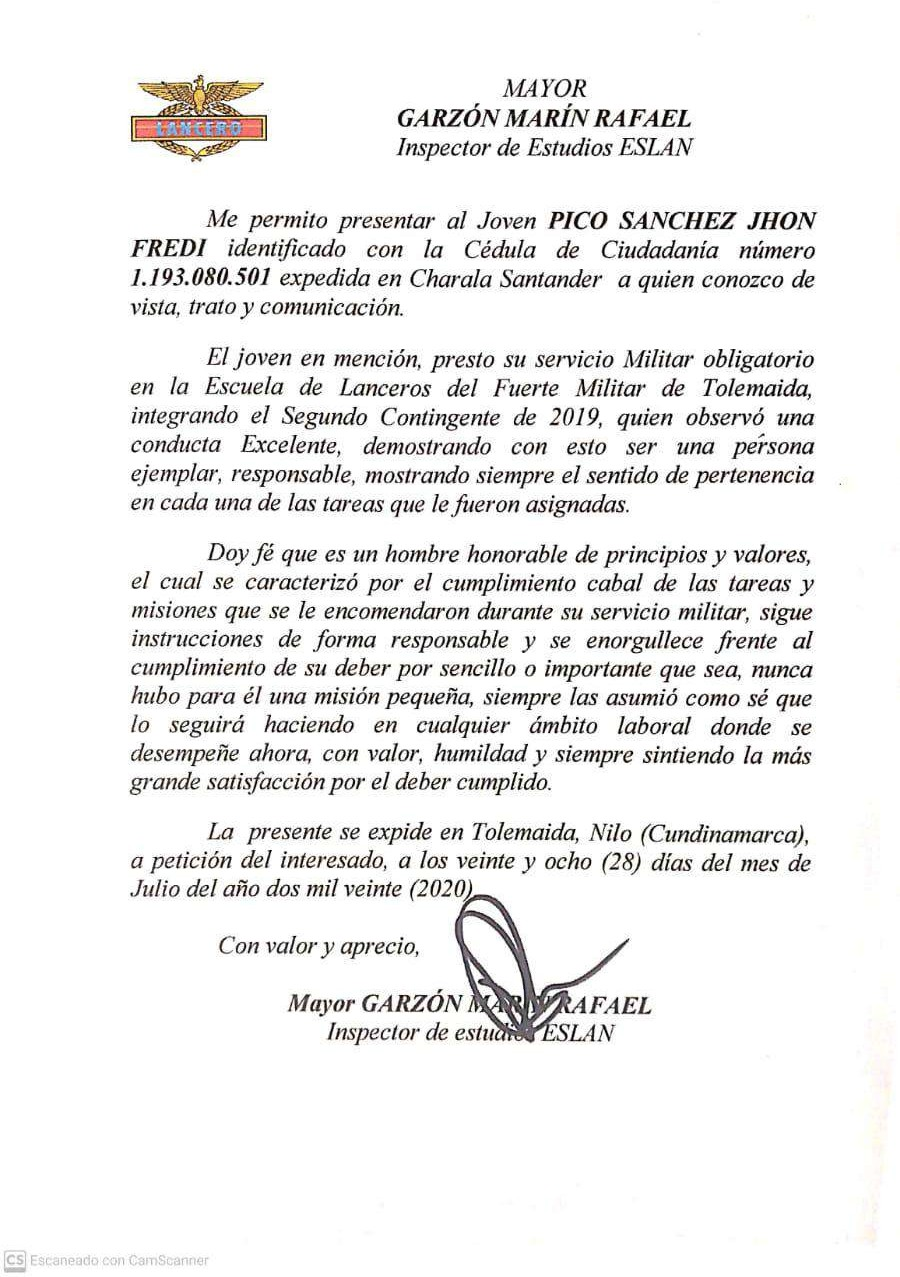 LANCERO
MAYOR
GARZÓN MARÍN RAFAEL
Inspector de Estudios ESLAN
Me permito presentar al Joven PICO SANCHEZ JHON
FREDI identificado con la Cédula de Ciudadanía número
1.193.080.501 expedida en Charala Santander a quien conozco de
vista, trato y comunicación.
El joven en mención, presto su servicio Militar obligatorio
en la Escuela de Lanceros del Fuerte Militar de Tolemaida,
integrando el Segundo Contingente de 2019, quien observó una
conducta Excelente, demostrando con esto ser una persona
ejemplar, responsable, mostrando siempre el sentido de pertenencia
en cada una de las tareas que le fueron asignadas.
Doy fé que es un hombre honorable de principios y valores,
el cual se caracterizó por el cumplimiento cabal de las tareas y
misiones que se le encomendaron durante su servicio militar, sigue
instrucciones de forma responsable y se enorgullece frente al
cumplimiento de su deber por sencillo o importante que sea, nunca
hubo para él una misión pequeña, siempre las asumió como sé que
lo seguirá haciendo en cualquier ámbito laboral donde se
desempeñe ahora, con valor, humildad y siempre sintiendo la más
grande satisfacción por el deber cumplido.
La presente se expide en Tolemaida, Nilo (Cundinamarca),
a petición del interesado, a los veinte y ocho (28) días del mes de
Julio del año dos mil veinte (2020)
Con valor y aprecio,
Mayor GARZÓN MARÍN RAFAEL
Inspector de estudios ESLAN
CS Escaneado con CamScanner